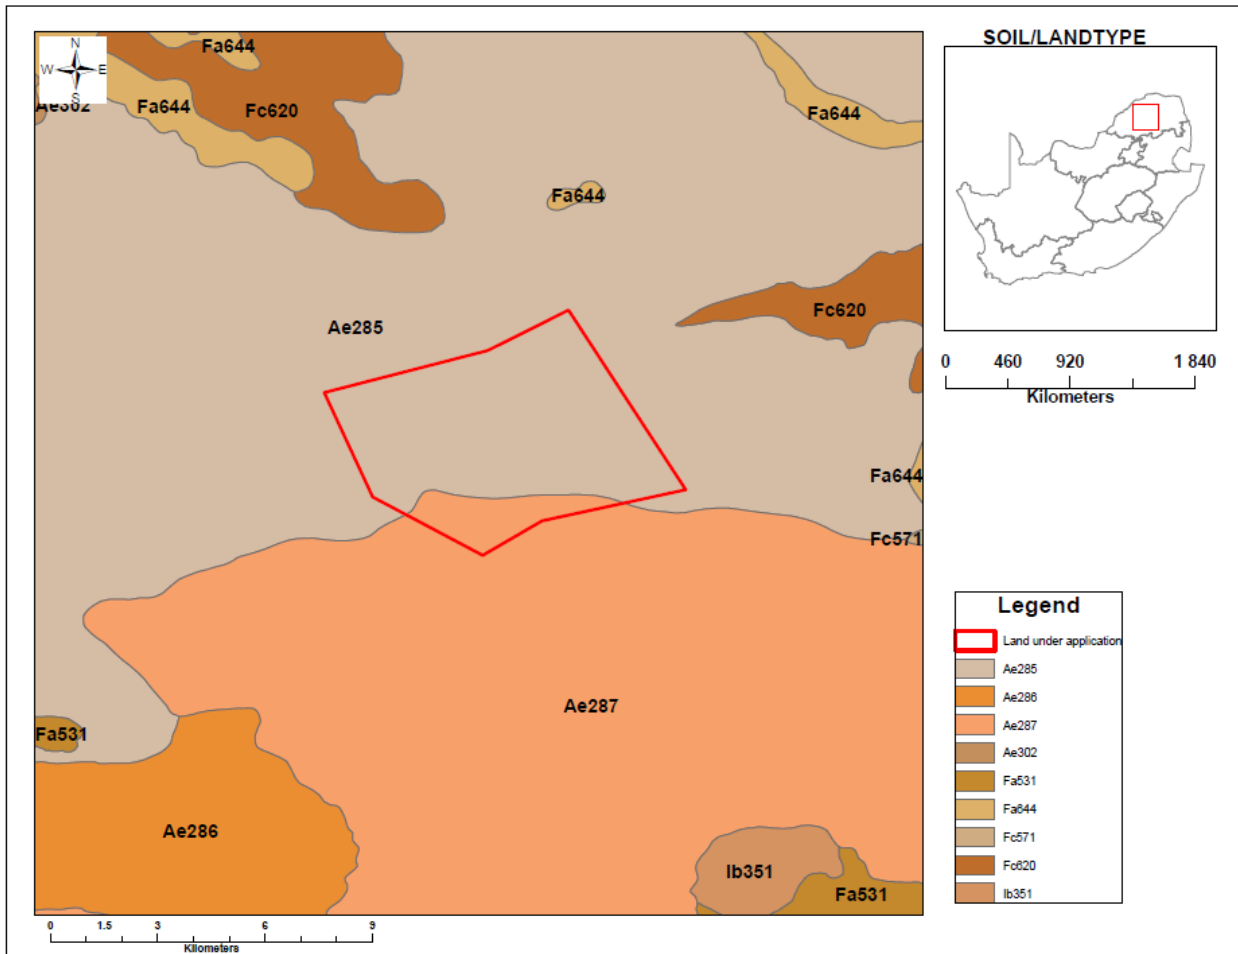 SOIL/LANDTYPE
N
W E
S
Fa644
Ae302
Fa644
Fc620
Fa644
Fa644
Fc620
Ae285
Fa644
Fc571
Ae287
Fa531
Ae286
Ib351
Fa531
0 1.5 3 6 9
Kilometers
0 460 920 1 840
Kilometers
Legend
Land under application
Ae285
Ae286
Ae287
Ae302
Fa531
Fa644
Fc571
Fc620
Ib351